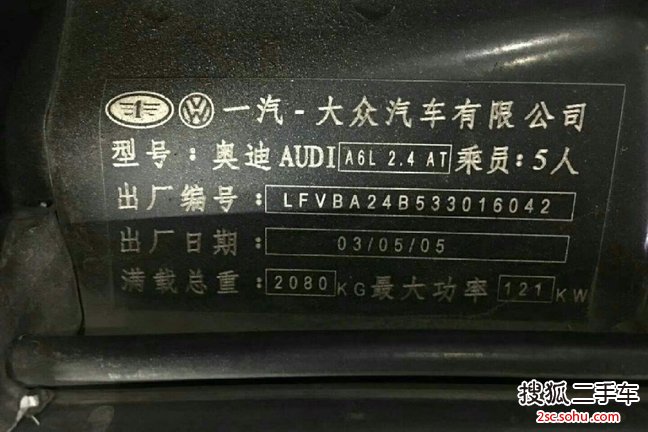 一汽-大众汽车有限公司
型号:奥迪AUDI A6L 2.4 AT 乘员:5人
出厂编号: LFVBA24B533016042
出厂日期: 03/05/05
满载总重: 2080 KG 最大功率 121 KW
搜狐二手车
2sc.sohu.com